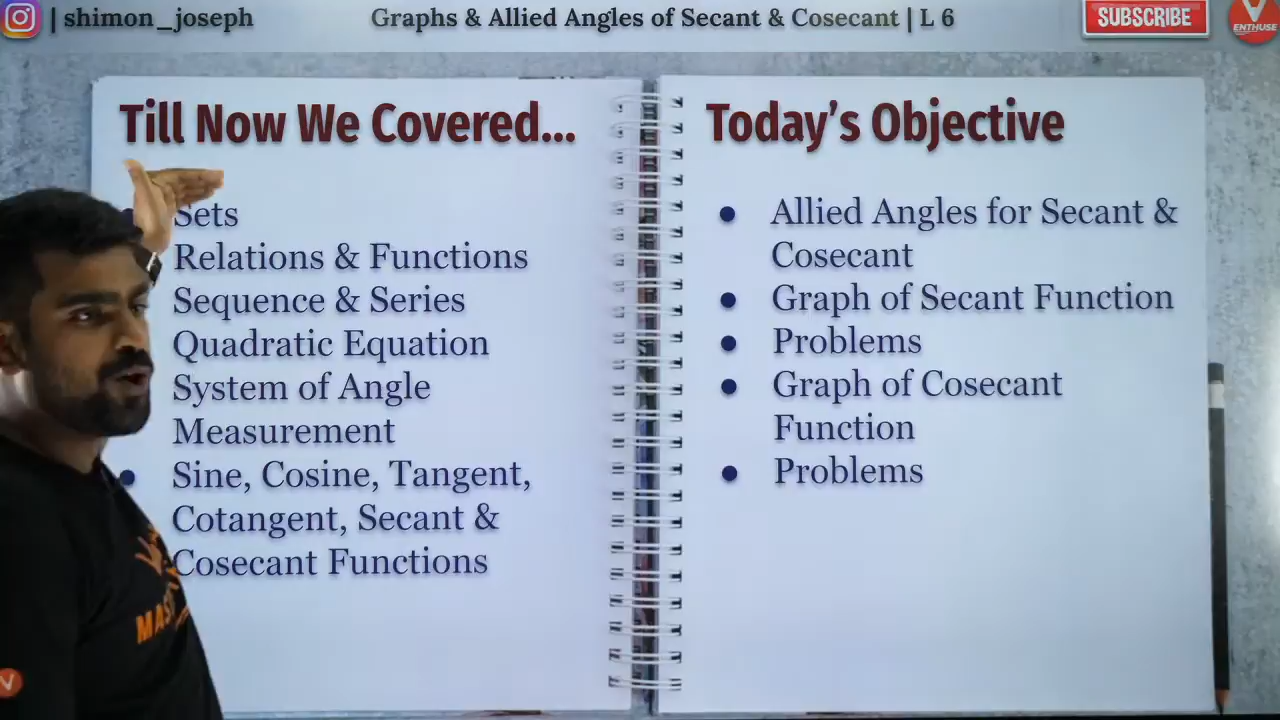 | shimon_joseph
Graphs & Allied Angles of Secant & Cosecant | L 6
SUBSCRIBE
V
ENTHUSE
Till Now We Covered...
Sets
Relations & Functions
Sequence & Series
Quadratic Equation
System of Angle
Measurement
● Sine, Cosine, Tangent,
Cotangent, Secant &
Cosecant Functions
Today's Objective
● Allied Angles for Secant &
Cosecant
● Graph of Secant Function
● Problems
● Graph of Cosecant
Function
● Problems
V